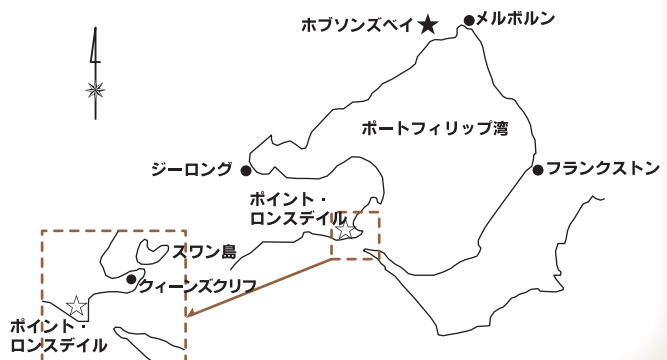 ホブソンズベイ
メルボルン
ポートフィリップ湾
ジーロング
フランクストン
ポイント・
ロンスデイル
スワン島
クィーンズクリフ
ポイント・
ロンスデイル